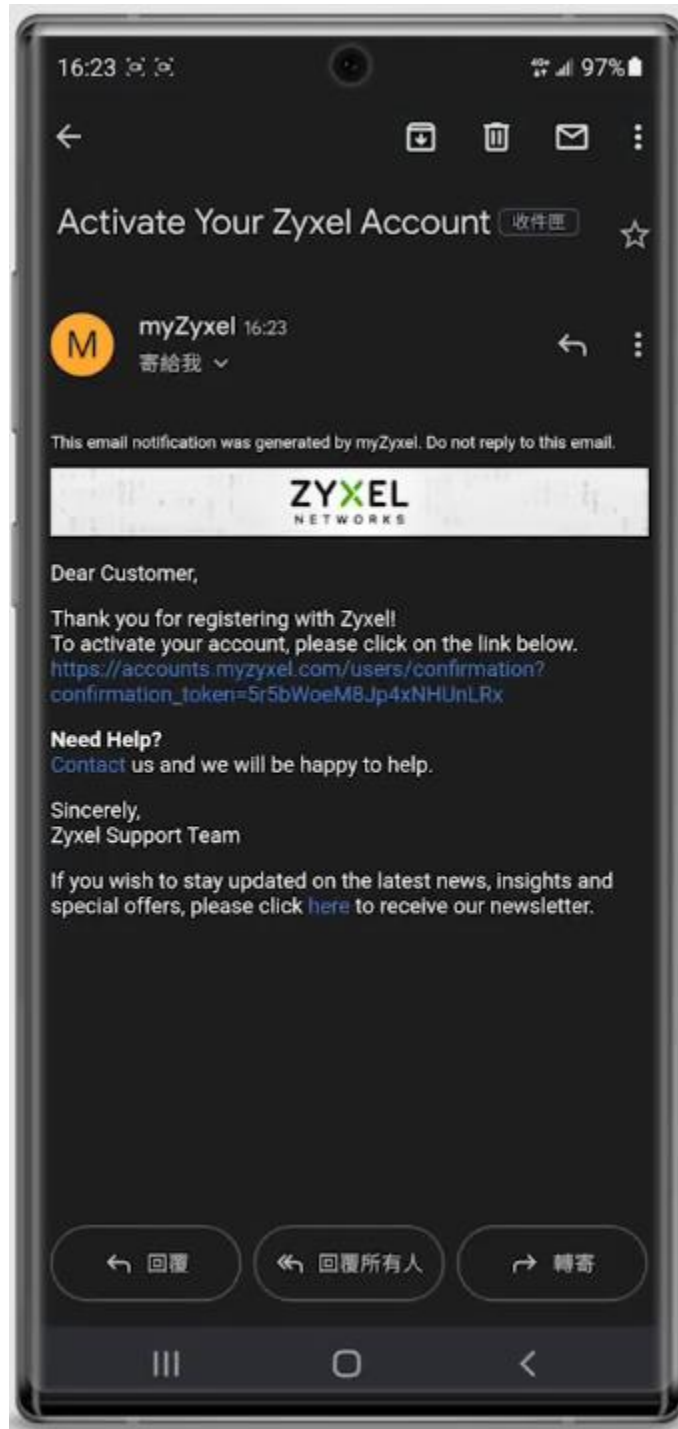 16:23
97%
Activate Your Zyxel Account 收件匣
M
myZyxel 16:23
寄給我
This email notification was generated by myZyxel. Do not reply to this email.
ZYXEL
NETWORKS
Dear Customer,
Thank you for registering with Zyxel!
To activate your account, please click on the link below.
https://accounts.myzyxel.com/users/confirmation?
confirmation_token=5r5bWoeM8Jp4xNHUnLRx
Need Help?
Contact us and we will be happy to help.
Sincerely,
Zyxel Support Team
If you wish to stay updated on the latest news, insights and
special offers, please click here to receive our newsletter.
回覆
回覆所有人
轉寄